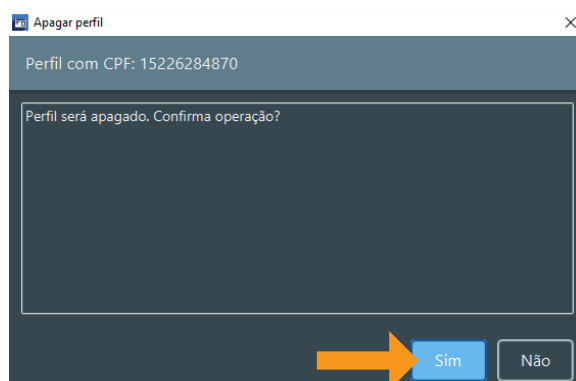 Apagar perfil
Perfil com CPF: 15226284870
Perfil será apagado. Confirma operação?
Sim
Não